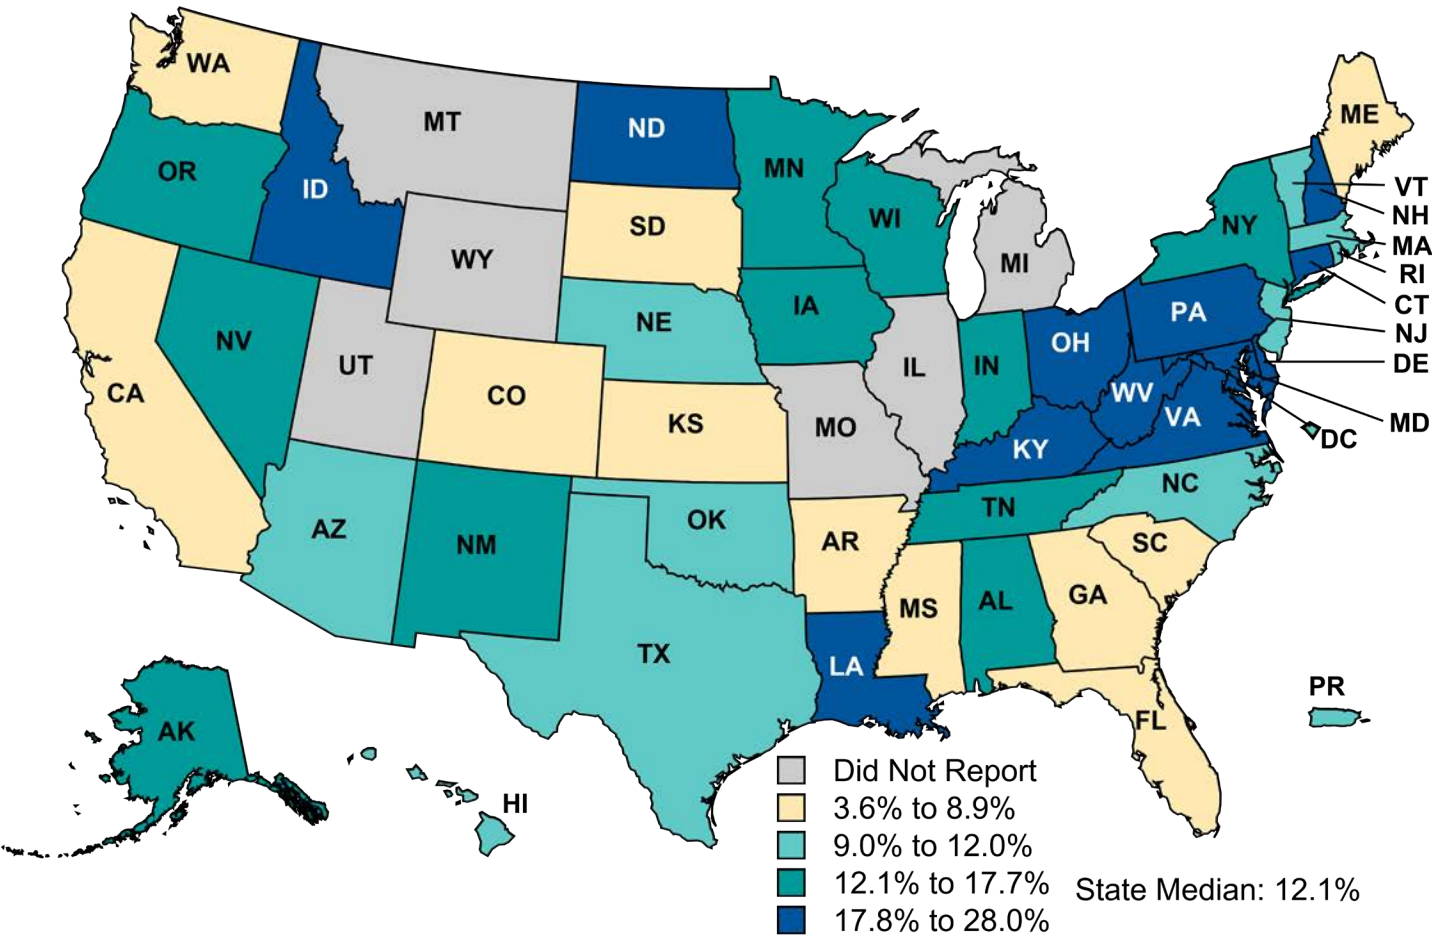 WA
MT
ND
ME
OR
ID
MN
VT
SD
WI
NY
NH
MA
WY
MI
RI
CT
NE
IA
PA
NJ
NV
OH
UT
IL
IN
DE
CA
CO
WV
KS
MO
VA
MD
KY
DC
NC
AZ
OK
TN
NM
AR
SC
MS
AL
GA
TX
LA
PR
AK
FL
HI
Did Not Report
3.6% to 8.9%
9.0% to 12.0%
12.1% to 17.7%
State Median: 12.1%
17.8% to 28.0%